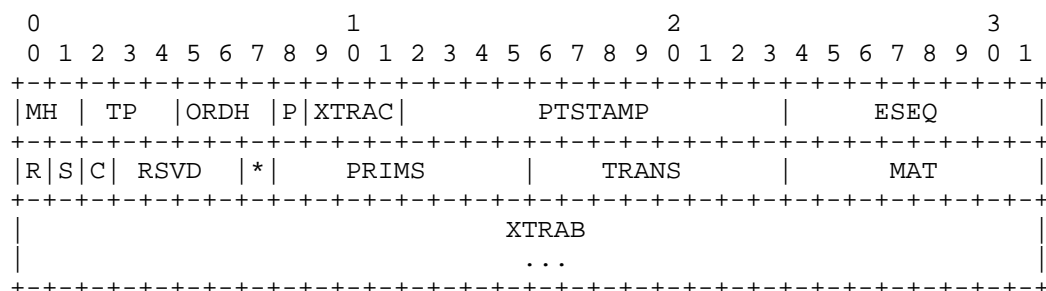 0                   1                   2                   3
 0 1 2 3 4 5 6 7 8 9 0 1 2 3 4 5 6 7 8 9 0 1 2 3 4 5 6 7 8 9 0 1
+-+-+-+-+-+-+-+-+-+-+-+-+-+-+-+-+-+-+-+-+-+-+-+-+-+-+-+-+-+-+-+-+
|MH | TP  |ORDH |P|XTRAC|        PTSTAMP        |     ESEQ      |
+-+-+-+-+-+-+-+-+-+-+-+-+-+-+-+-+-+-+-+-+-+-+-+-+-+-+-+-+-+-+-+-+
|R|S|C| RSVD  |*|    PRIMS      |    TRANS      |      MAT      |
+-+-+-+-+-+-+-+-+-+-+-+-+-+-+-+-+-+-+-+-+-+-+-+-+-+-+-+-+-+-+-+-+
|                              XTRAB                            |
|                               ...                             |
+-+-+-+-+-+-+-+-+-+-+-+-+-+-+-+-+-+-+-+-+-+-+-+-+-+-+-+-+-+-+-+-+